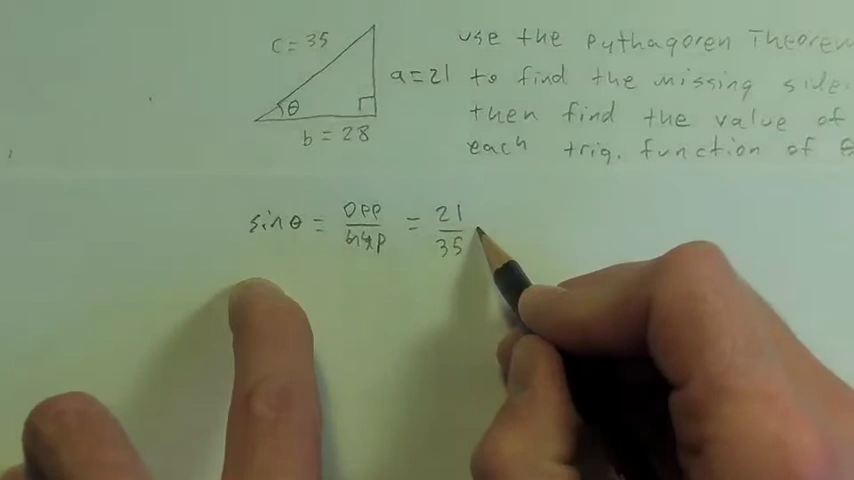 c = 35
use the Pythagoren Theorem
a = 21
to find the missing side.
θ
then find the value of
b = 28
each trig. function of θ
sin θ = opp/hyp = 21/35